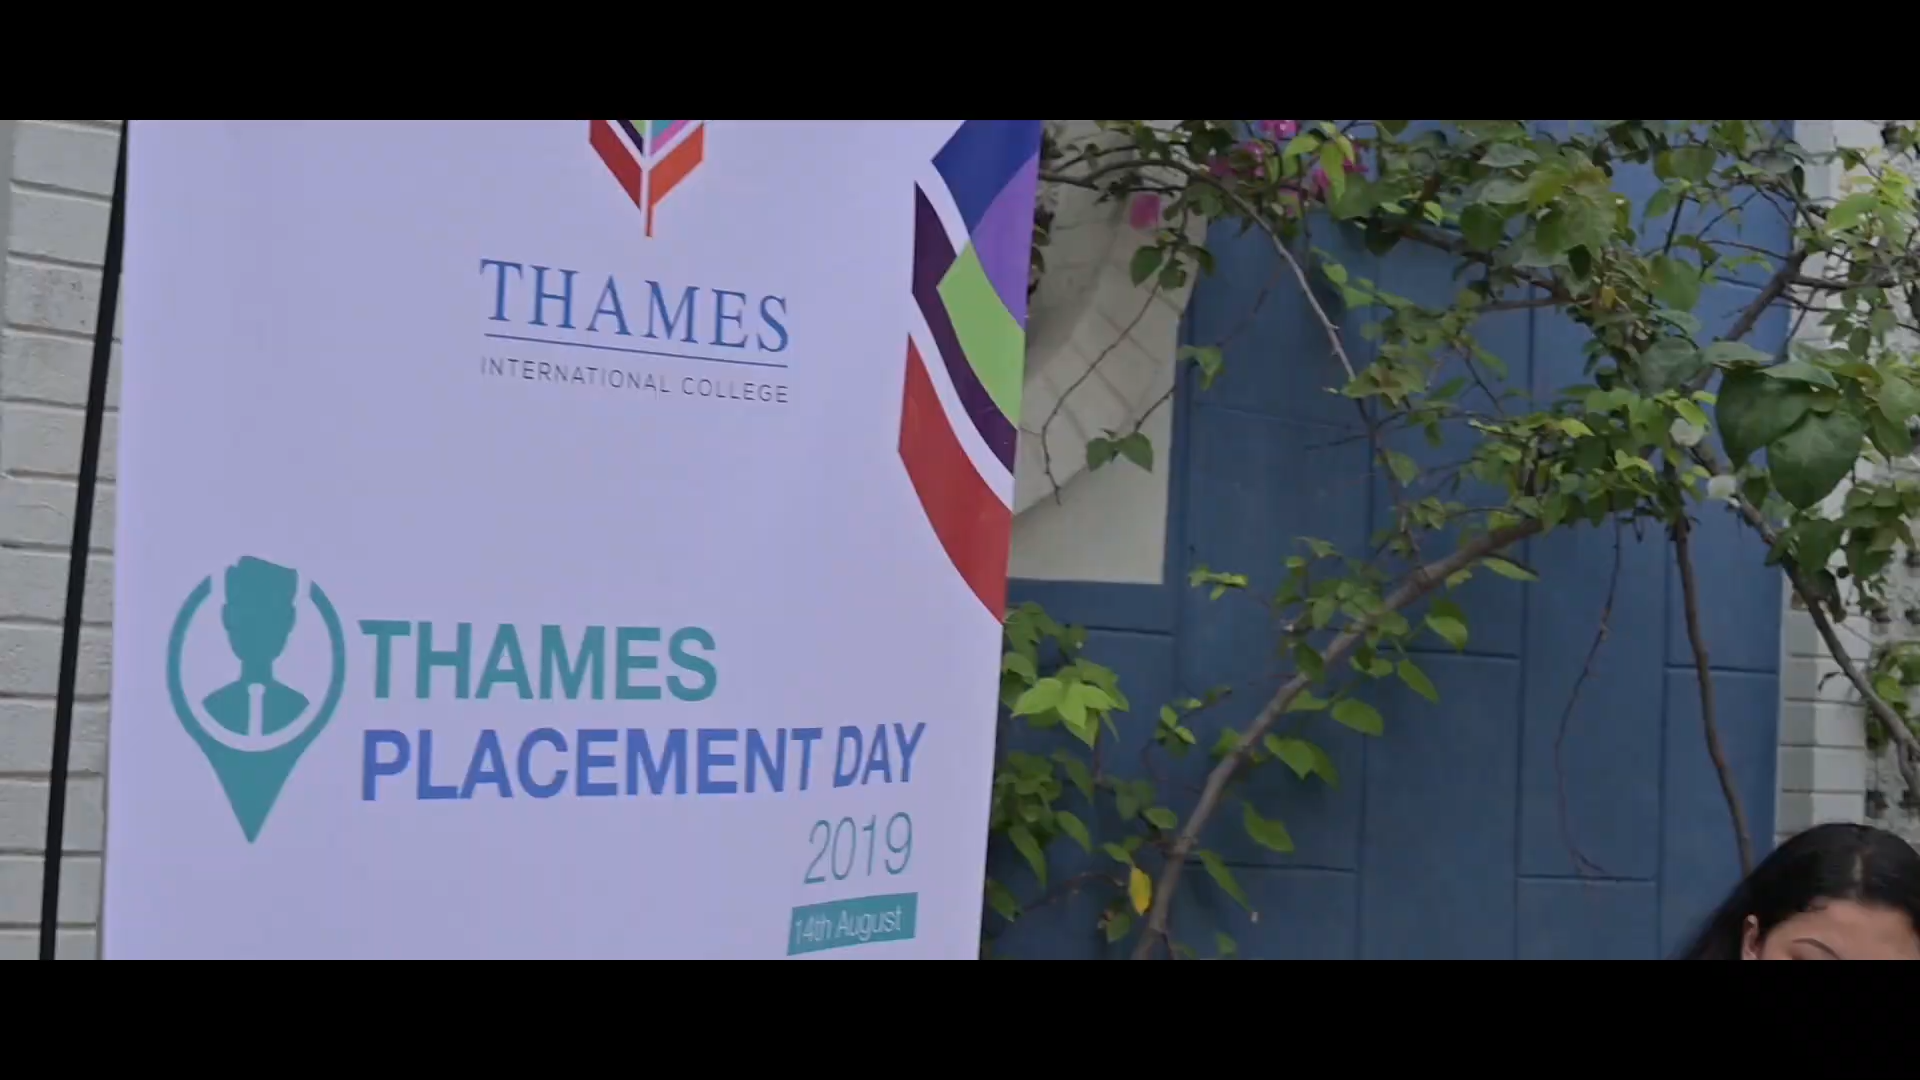 THAMES
INTERNATIONAL COLLEGE
THAMES
PLACEMENT DAY
2019
14th August